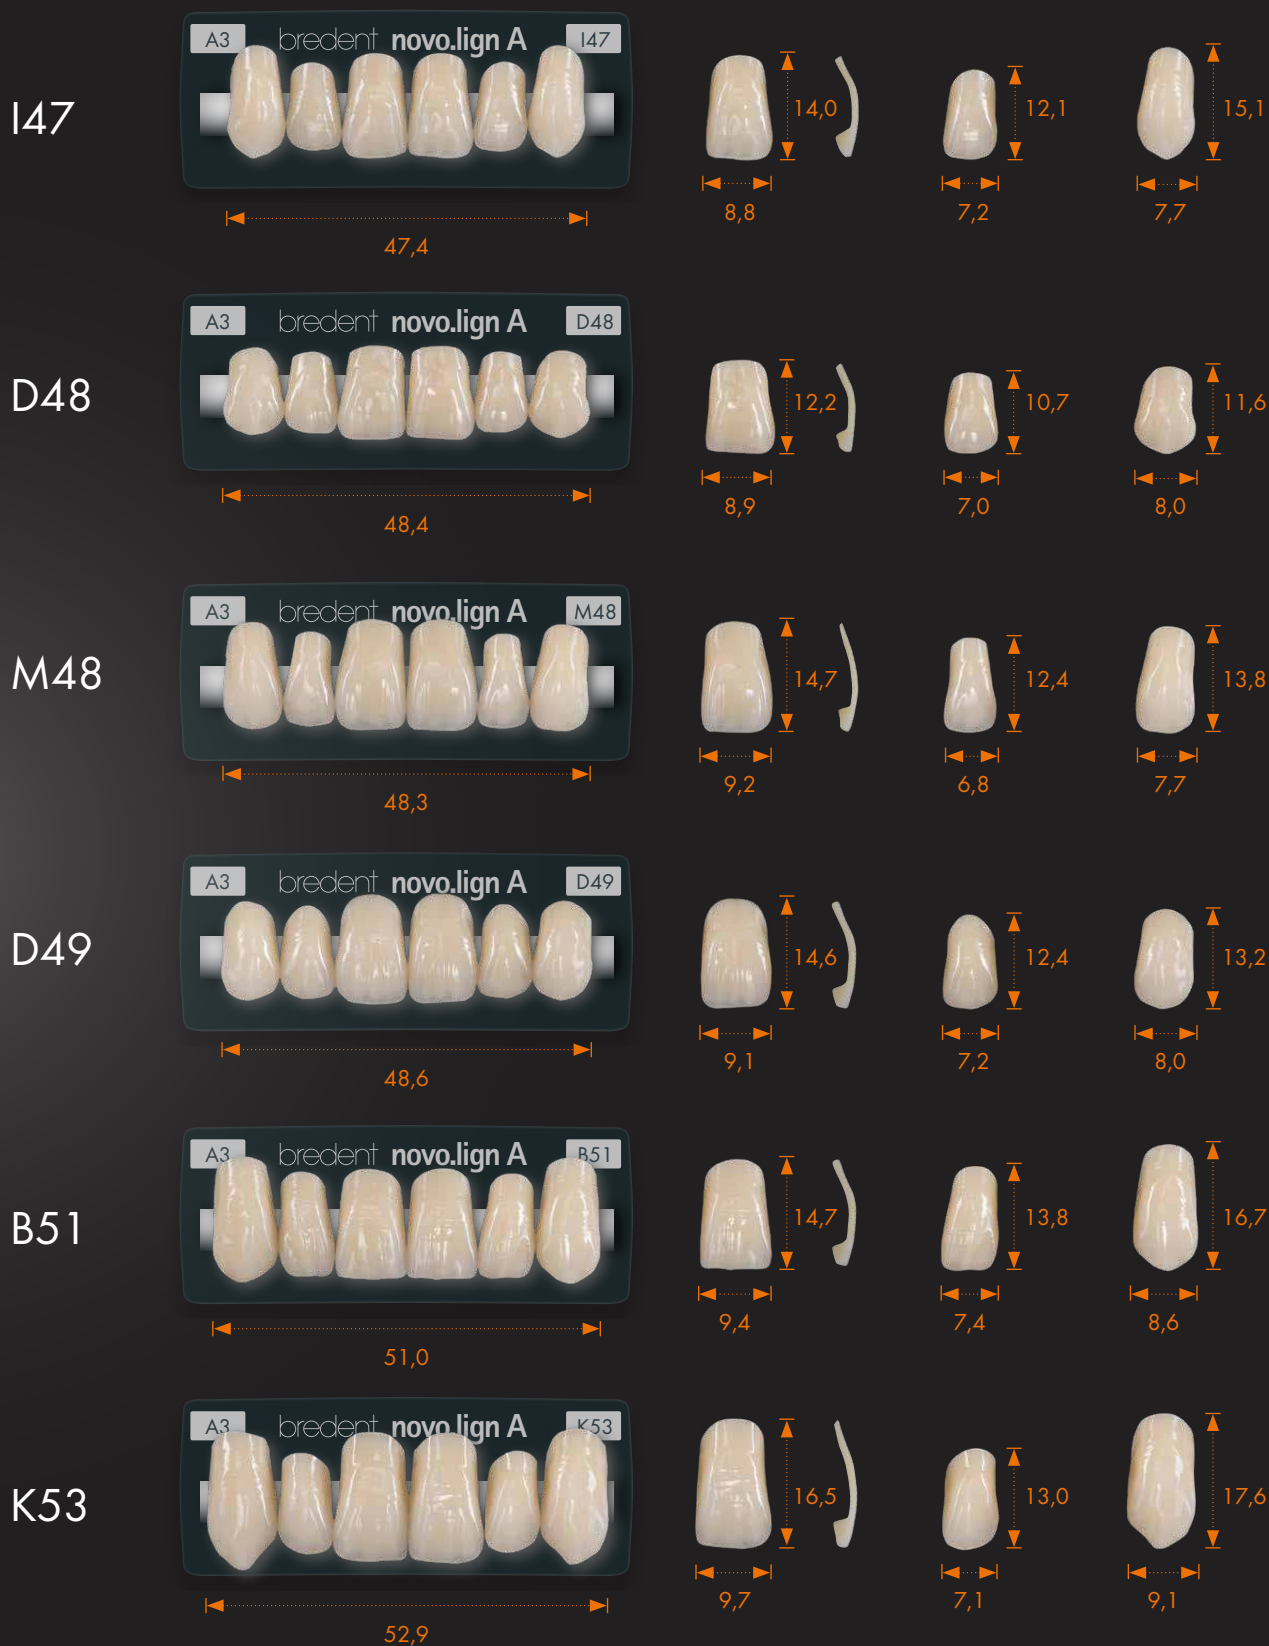 I47
A3 bredent novo.lign A I47
14,0 12,1 15,1
8,8 7,2 7,7
47,4
D48
A3 bredent novo.lign A D48
12,2 10,7 11,6
8,9 7,0 8,0
48,4
M48
A3 bredent novo.lign A M48
14,7 12,4 13,8
9,2 6,8 7,7
48,3
D49
A3 bredent novo.lign A D49
14,6 12,4 13,2
9,1 7,2 8,0
48,6
B51
A3 bredent novo.lign A B51
14,7 13,8 16,7
9,4 7,4 8,6
51,0
K53
A3 bredent novo.lign A K53
16,5 13,0 17,6
9,7 7,1 9,1
52,9